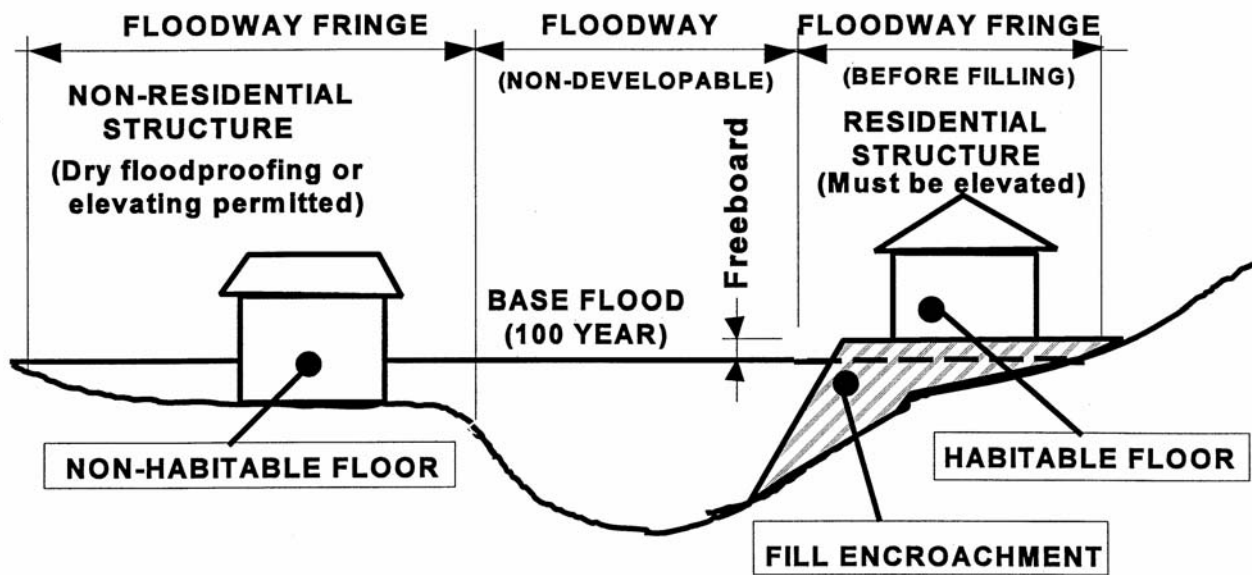 FLOODWAY FRINGE
FLOODWAY
FLOODWAY FRINGE
(NON-DEVELOPABLE)
(BEFORE FILLING)
NON-RESIDENTIAL
STRUCTURE
(Dry floodproofing or
elevating permitted)
Freeboard
RESIDENTIAL
STRUCTURE
(Must be elevated)
BASE FLOOD
(100 YEAR)
NON-HABITABLE FLOOR
HABITABLE FLOOR
FILL ENCROACHMENT